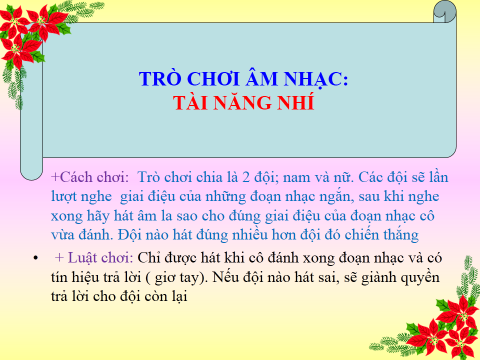 TRÒ CHƠI ÂM NHẠC:
TÀI NĂNG NHÍ
+Cách chơi: Trò chơi chia là 2 đội; nam và nữ. Các đội sẽ lần
lượt nghe giai điệu của những đoạn nhạc ngắn, sau khi nghe
xong hãy hát âm la sao cho đúng giai điệu của đoạn nhạc cô
vừa đánh. Đội nào hát đúng nhiều hơn đội đó chiến thắng
• + Luật chơi: Chỉ được hát khi cô đánh xong đoạn nhạc và có
tín hiệu trả lời ( giơ tay). Nếu đội nào hát sai, sẽ giành quyền
trả lời cho đội còn lại